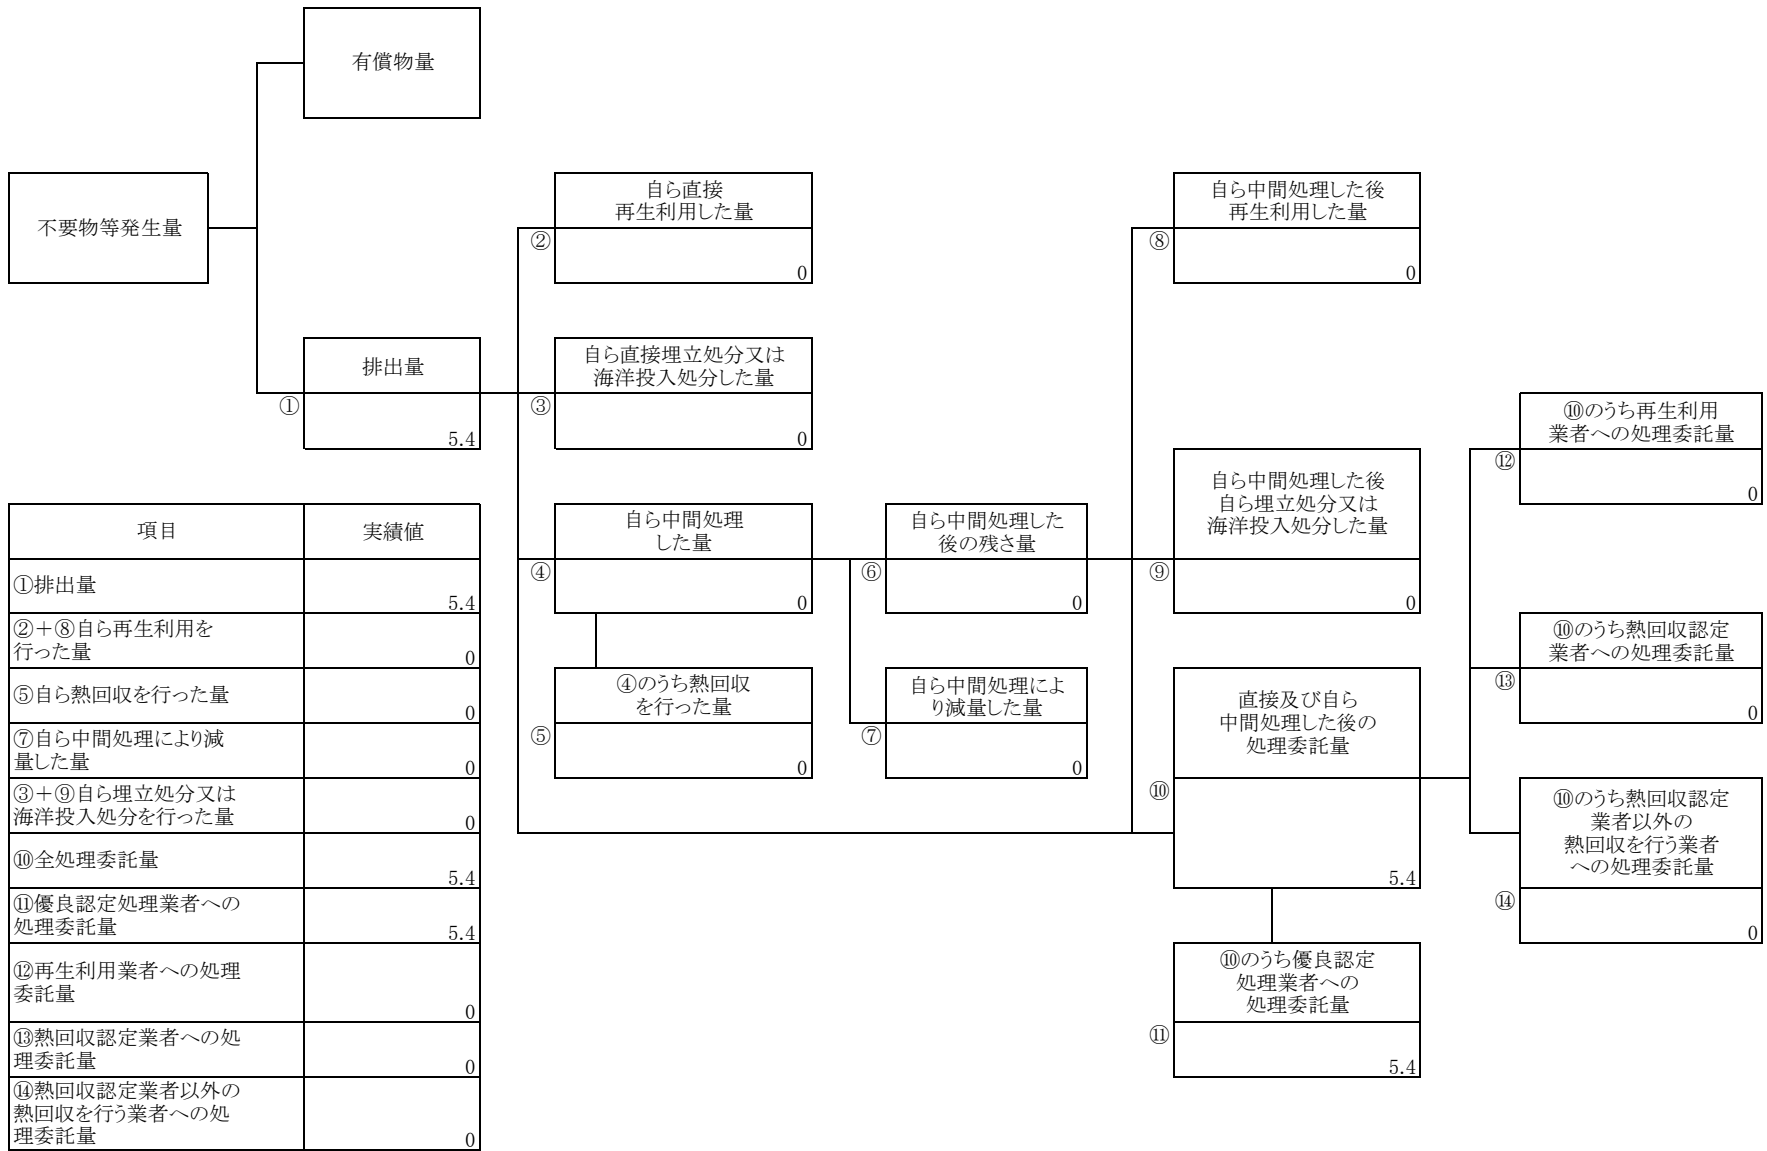 有償物量
不要物等発生量
排出量
①
5.4
自ら直接
再生利用した量
②
0
自ら直接埋立処分又は
海洋投入処分した量
③
0
自ら中間処理
した量
④
0
④のうち熱回収
を行った量
⑤
0
自ら中間処理した
後の残さ量
⑥
0
自ら中間処理によ
り減量した量
⑦
0
自ら中間処理した後
再生利用した量
⑧
0
自ら中間処理した後
自ら埋立処分又は
海洋投入処分した量
⑨
0
直接及び自ら
中間処理した後の
処理委託量
⑩
5.4
⑩のうち優良認定
処理業者への
処理委託量
⑪
5.4
⑩のうち再生利用
業者への処理委託量
⑫
0
⑩のうち熱回収認定
業者への処理委託量
⑬
0
⑩のうち熱回収認定
業者以外の
熱回収を行う業者
への処理委託量
⑭
0
項目 実績値
①排出量
5.4
②＋⑧自ら再生利用を
行った量
0
⑤自ら熱回収を行った量
0
⑦自ら中間処理により減
量した量
0
③＋⑨自ら埋立処分又は
海洋投入処分を行った量
0
⑩全処理委託量
5.4
⑪優良認定処理業者への
処理委託量
5.4
⑫再生利用業者への処理
委託量
0
⑬熱回収認定業者への処
理委託量
0
⑭熱回収認定業者以外の
熱回収を行う業者への処
理委託量
0